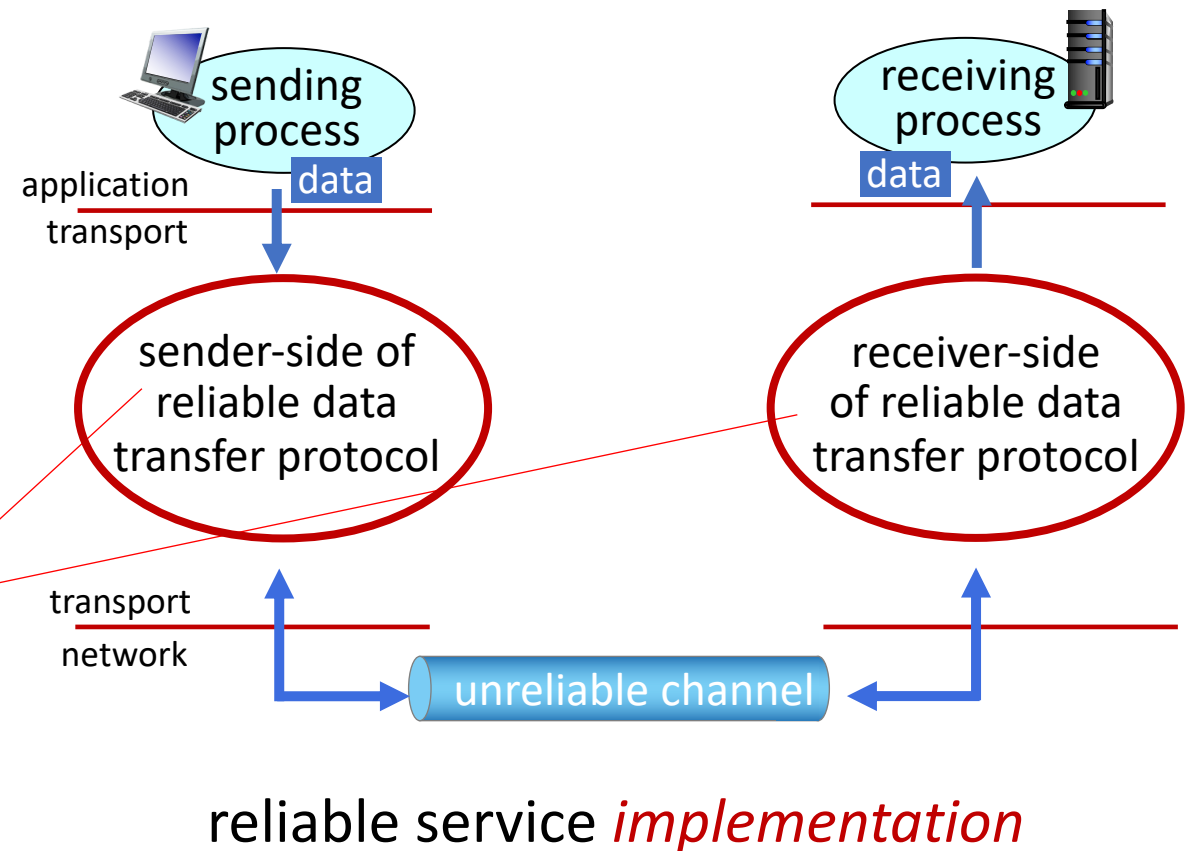 sending
process
data
application
transport
receiving
process
data
sender-side of
reliable data
transfer protocol
receiver-side
of reliable data
transfer protocol
transport
network
unreliable channel
reliable service implementation